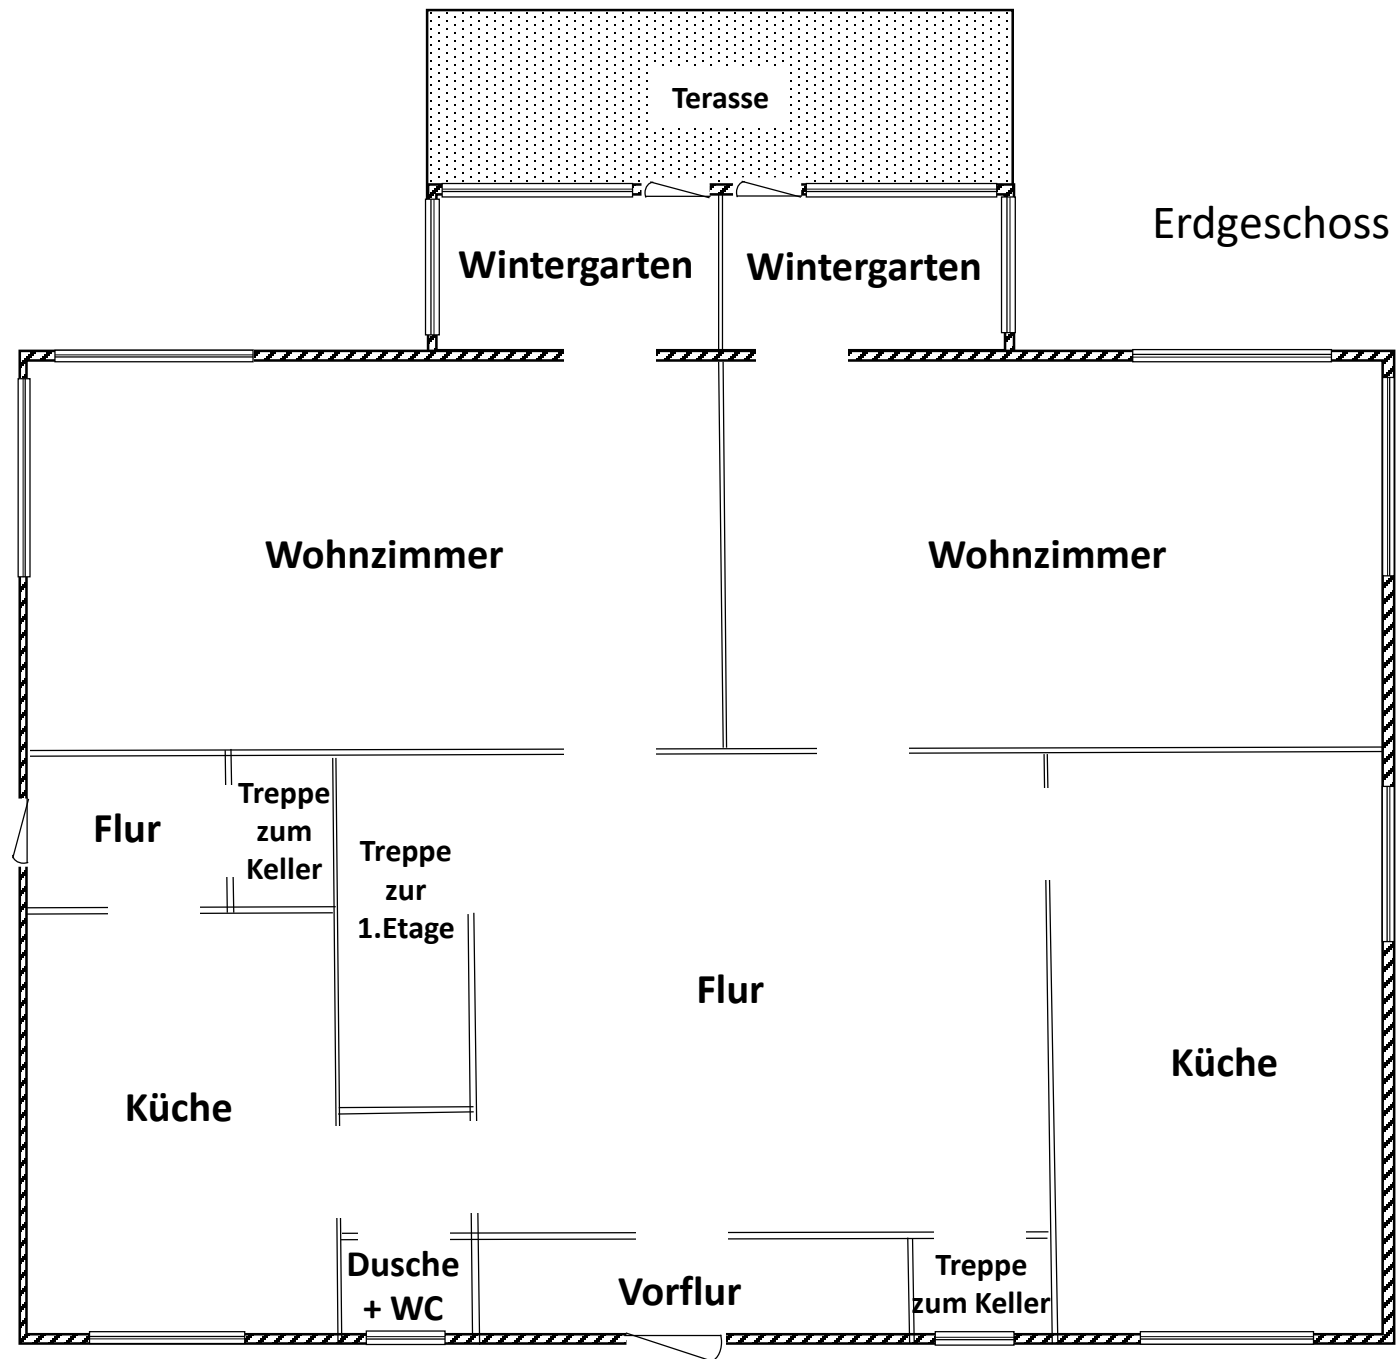 Terasse
Erdgeschoss
Wintergarten
Wintergarten
Wohnzimmer
Wohnzimmer
Flur
Treppe
zum
Keller
Treppe
zur
1.Etage
Flur
Küche
Küche
Dusche
+ WC
Vorflur
Treppe
zum Keller